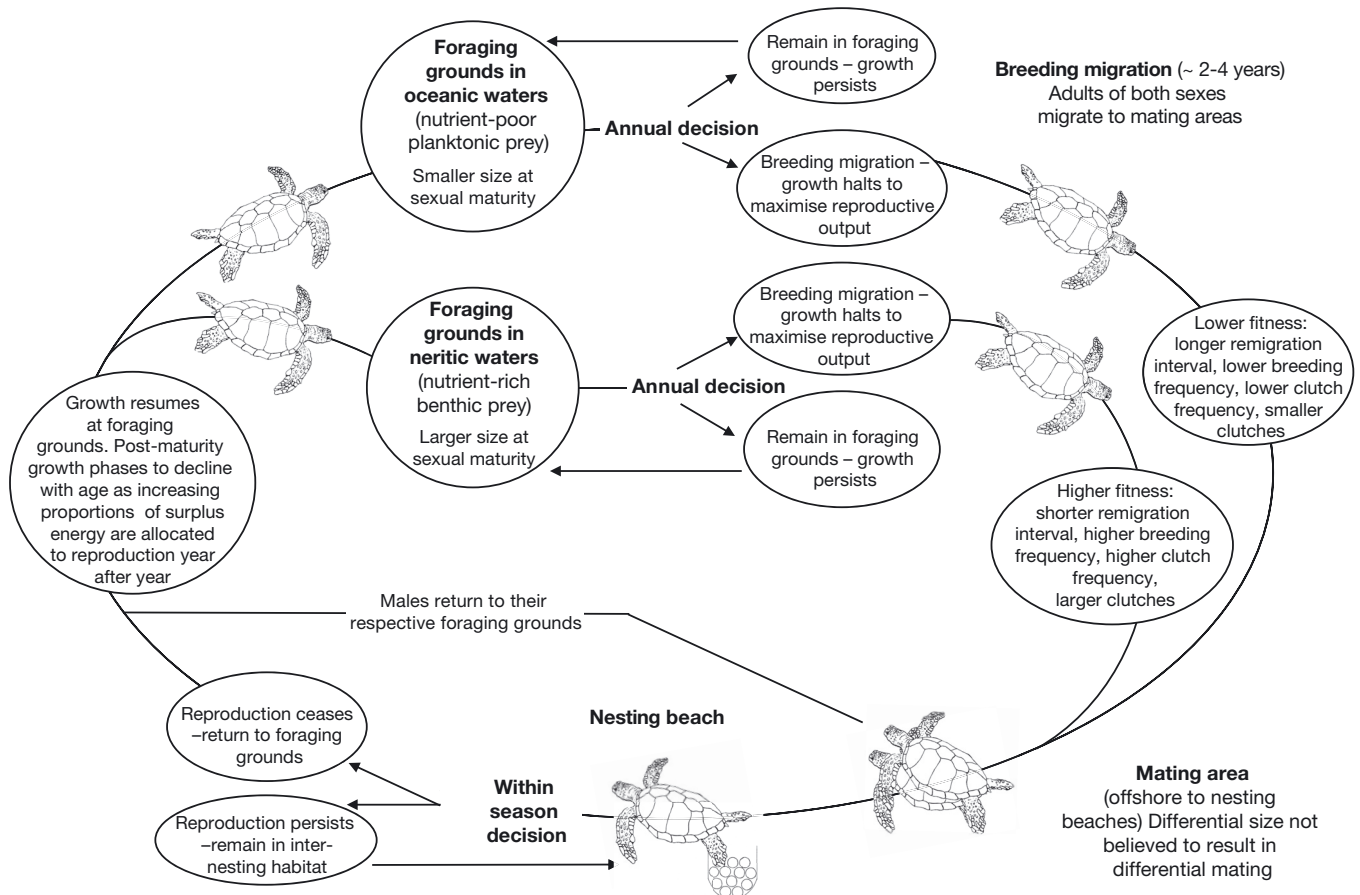 Foraging
grounds in
oceanic waters
(nutrient-poor
planktonic prey)
Smaller size at
sexual maturity
Annual decision
Remain in foraging
grounds – growth
persists
Breeding migration –
growth halts to
maximise reproductive
output
Breeding migration (~ 2-4 years)
Adults of both sexes
migrate to mating areas
Foraging
grounds in
neritic waters
(nutrient-rich
benthic prey)
Larger size at
sexual maturity
Annual decision
Breeding migration –
growth halts to
maximise reproductive
output
Remain in foraging
grounds – growth
persists
Lower fitness:
longer remigration
interval, lower breeding
frequency, lower clutch
frequency, smaller
clutches
Higher fitness:
shorter remigration
interval, higher breeding
frequency, higher clutch
frequency,
larger clutches
Growth resumes
at foraging
grounds. Post-maturity
growth phases to decline
with age as increasing
proportions of surplus
energy are allocated
to reproduction year
after year
Males return to their
respective foraging grounds
Reproduction ceases
–return to foraging
grounds
Reproduction persists
–remain in inter-
nesting habitat
Within
season
decision
Nesting beach
Mating area
(offshore to nesting
beaches) Differential size not
believed to result in
differential mating